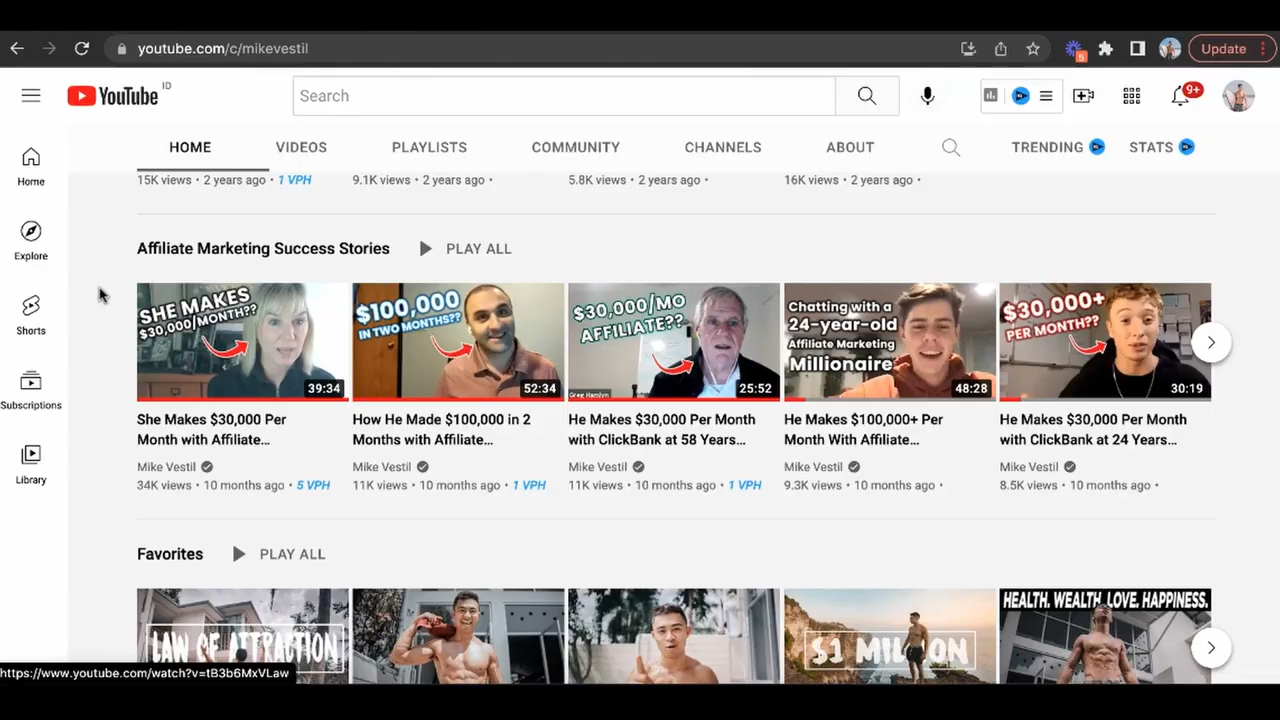 youtube.com/c/mikevestil
5
Update
YouTube
ID
Search
9+
HOME
VIDEOS
PLAYLISTS
COMMUNITY
CHANNELS
ABOUT
TRENDING
STATS
Home
Explore
Shorts
Subscriptions
Library
15K views • 2 years ago • 1 VPH
9.1K views • 2 years ago •
5.8K views • 2 years ago •
16K views • 2 years ago •
Affiliate Marketing Success Stories
PLAY ALL
SHE MAKES
$30,000/MONTH??
39:34
$100,000
IN TWO MONTHS??
52:34
$30,000/MO
AFFILIATE??
Greg Hamlyn
25:52
Chatting with a
24-year-old
Affiliate Marketing
Millionaire
48:28
$30,000+
PER MONTH??
30:19
She Makes $30,000 Per
Month with Affiliate...
Mike Vestil
34K views • 10 months ago • 5 VPH
How He Made $100,000 in 2
Months with Affiliate...
Mike Vestil
11K views • 10 months ago • 1 VPH
He Makes $30,000 Per Month
with ClickBank at 58 Years...
Mike Vestil
11K views • 10 months ago • 1 VPH
He Makes $100,000+ Per
Month With Affiliate...
Mike Vestil
9.3K views • 10 months ago •
He Makes $30,000 Per Month
with ClickBank at 24 Years...
Mike Vestil
8.5K views • 10 months ago •
Favorites
PLAY ALL
LAW OF ATTRACTION
$1 MILLION
HEALTH. WEALTH. LOVE. HAPPINESS.
https://www.youtube.com/watch?v=tB3b6MxVLaw